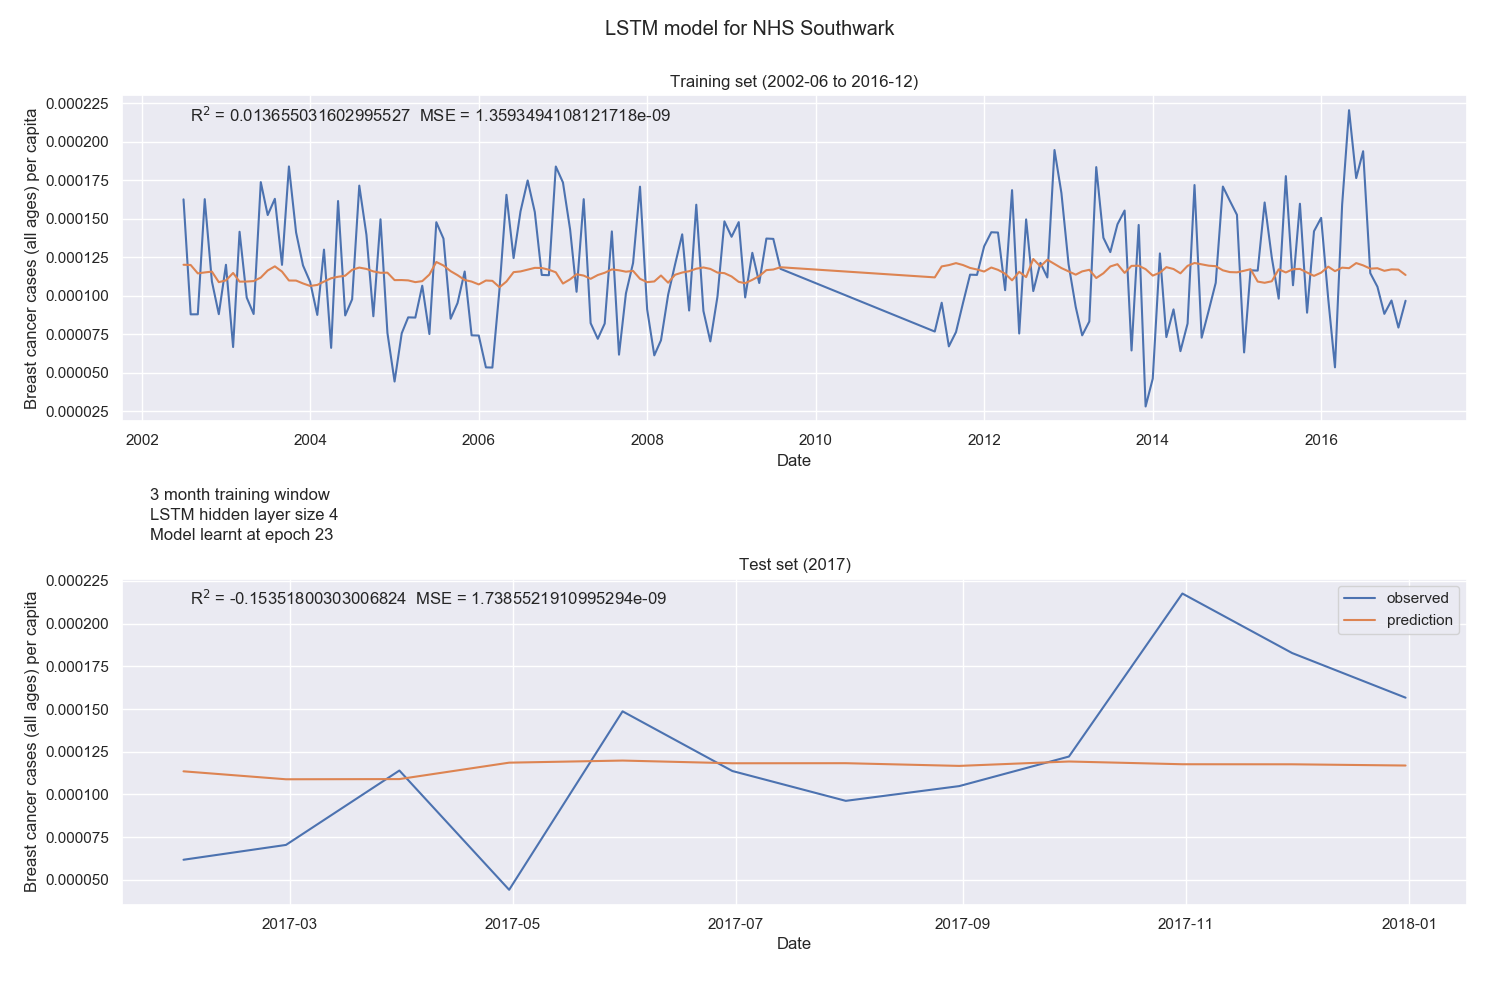 LSTM model for NHS Southwark
Training set (2002-06 to 2016-12)
R² = 0.013655031602995527 MSE = 1.3593494108121718e-09
Breast cancer cases (all ages) per capita
0.000225
0.000200
0.000175
0.000150
0.000125
0.000100
0.000075
0.000050
0.000025
2002 2004 2006 2008 2010 2012 2014 2016
Date
3 month training window
LSTM hidden layer size 4
Model learnt at epoch 23
Test set (2017)
R² = -0.15351800303006824 MSE = 1.7385521910995294e-09
observed
prediction
Breast cancer cases (all ages) per capita
0.000225
0.000200
0.000175
0.000150
0.000125
0.000100
0.000075
0.000050
2017-03 2017-05 2017-07 2017-09 2017-11 2018-01
Date